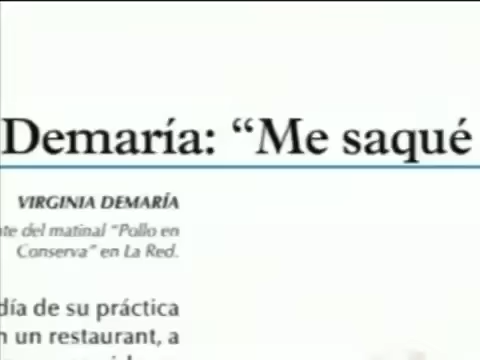 Demaría: “Me saqué
VIRGINIA DEMARÍA
te del matinal “Pollo en
Conserva” en La Red.
día de su práctica
n un restaurant, a